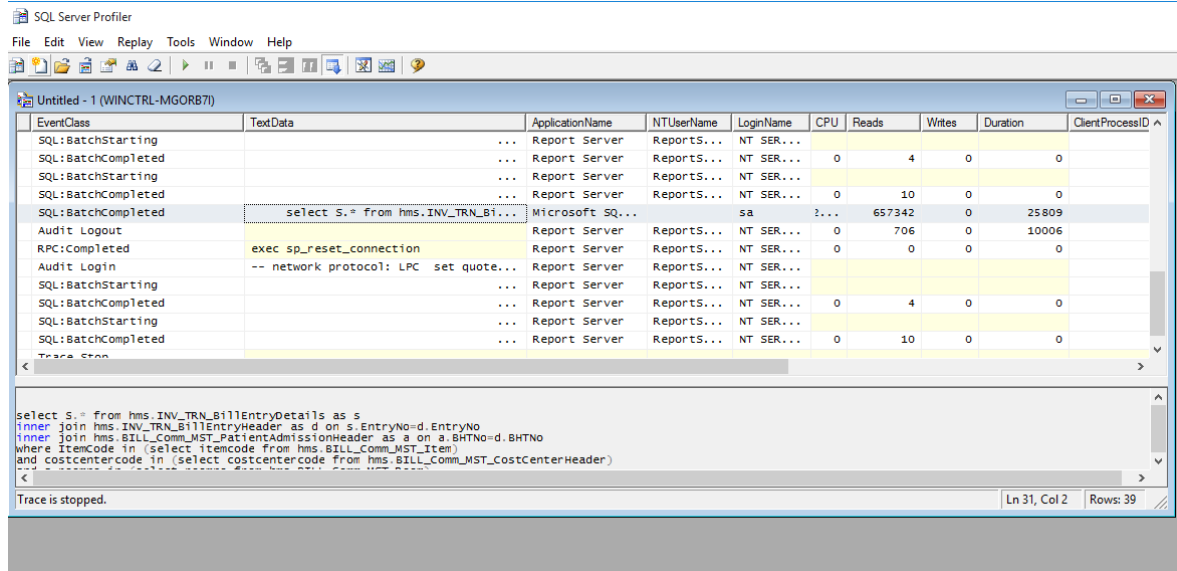 SQL Server Profiler
File Edit View Replay Tools Window Help
Untitled - 1 (WINCTRL-MGORB7I)
EventClass TextData ApplicationName NTUserName LoginName CPU Reads Writes Duration ClientProcessID
SQL:BatchStarting ... Report Server ReportS... NT SER...
SQL:BatchCompleted ... Report Server ReportS... NT SER... 0 4 0 0
SQL:BatchStarting ... Report Server ReportS... NT SER...
SQL:BatchCompleted ... Report Server ReportS... NT SER... 0 10 0 0
SQL:BatchCompleted select S.* from hms.INV_TRN_Bi... Microsoft SQ... sa 2... 657342 0 25809
Audit Logout Report Server ReportS... NT SER... 0 706 0 10006
RPC:Completed exec sp_reset_connection Report Server ReportS... NT SER... 0 0 0 0
Audit Login -- network protocol: LPC set quote... Report Server ReportS... NT SER...
SQL:BatchStarting ... Report Server ReportS... NT SER...
SQL:BatchCompleted ... Report Server ReportS... NT SER... 0 4 0 0
SQL:BatchStarting ... Report Server ReportS... NT SER...
SQL:BatchCompleted ... Report Server ReportS... NT SER... 0 10 0 0
Trace Stop
select S.* from hms.INV_TRN_BillEntryDetails as s
inner join hms.INV_TRN_BillEntryHeader as d on s.EntryNo=d.EntryNo
inner join hms.BILL_Comm_MST_PatientAdmissionHeader as a on a.BHTNo=d.BHTNo
where ItemCode in (select itemcode from hms.BILL_Comm_MST_Item)
and costcentercode in (select costcentercode from hms.BILL_Comm_MST_CostCenterHeader)
Trace is stopped. Ln 31, Col 2 Rows: 39